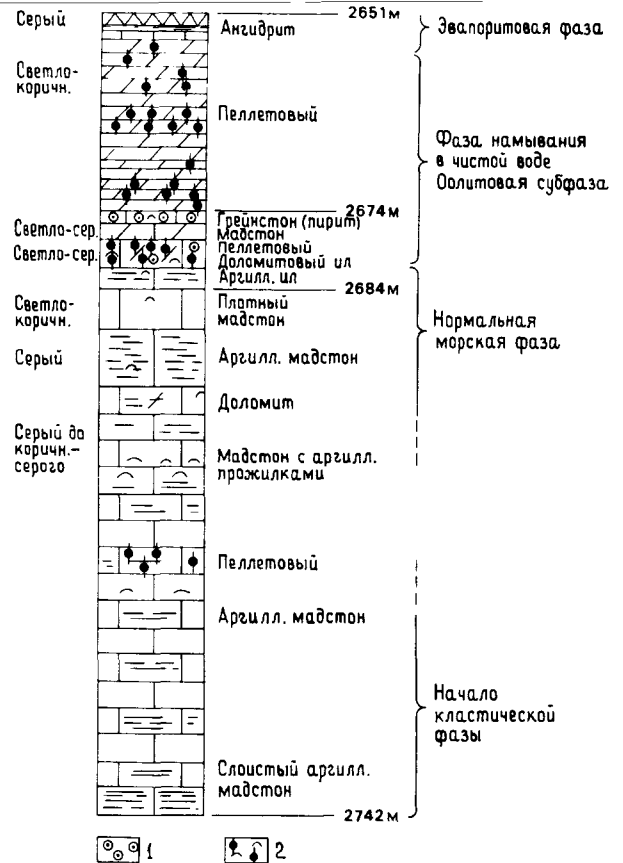 Серый
2651м
Ангидрит
Эвапоритовая фаза
Светло-
коричн.
Пеллетовый
Фаза намывания
в чистой воде
Оолитовая субфаза
2674м
Грейнстон (пирит)
Светло-сер.
Мадстон
Светло-сер.
Пеллетовый
Доломитовый ил
Аргилл. ил
2684м
Светло-
коричн.
Плотный
мадстон
Нормальная
морская фаза
Серый
Аргилл. мадстон
Доломит
Серый до
коричн.-
серого
Мадстон с аргилл.
прожилками
Пеллетовый
Аргилл. мадстон
Начало
кластической
фазы
Слоистый аргилл.
мадстон
2742м
1
2